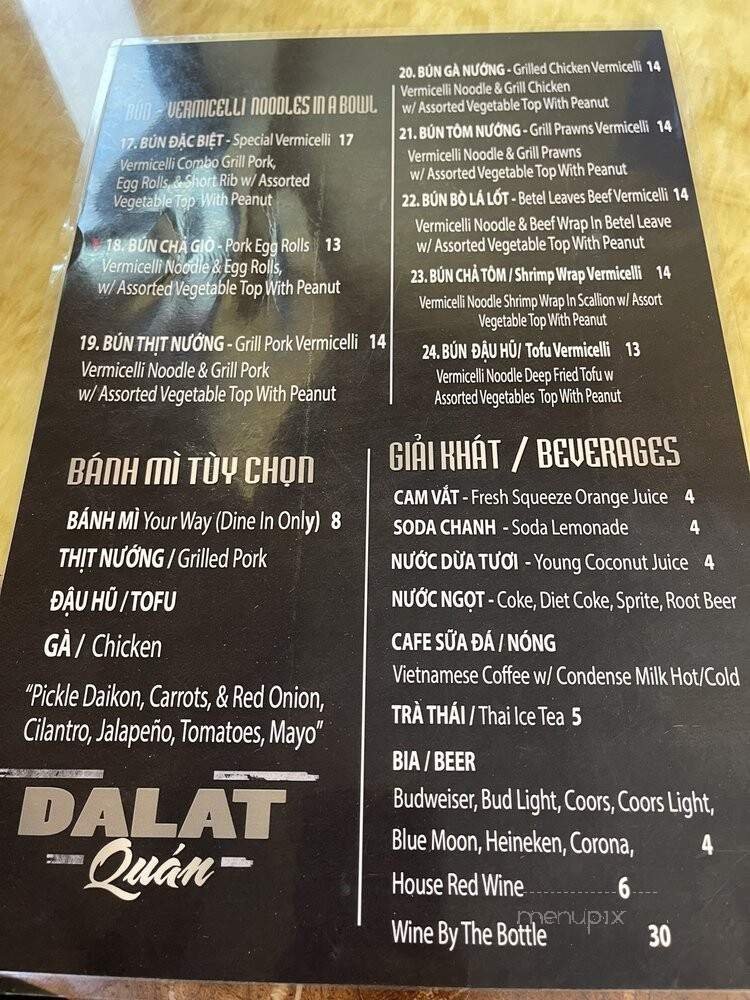 BÚN - VERMICELLI NOODLES IN A BOWL
17. BÚN ĐẶC BIỆT - Special Vermicelli 17
Vermicelli Combo Grill Pork,
Egg Rolls, & Short Rib w/ Assorted
Vegetable Top With Peanut
18. BÚN CHẢ GIÒ - Pork Egg Rolls 13
Vermicelli Noodle & Egg Rolls,
w/ Assorted Vegetable Top With Peanut
19. BÚN THỊT NƯỚNG - Grill Pork Vermicelli 14
Vermicelli Noodle & Grill Pork
w/ Assorted Vegetable Top With Peanut
20. BÚN GÀ NƯỚNG - Grilled Chicken Vermicelli 14
Vermicelli Noodle & Grill Chicken
w/ Assorted Vegetable Top With Peanut
21. BÚN TÔM NƯỚNG - Grill Prawns Vermicelli 14
Vermicelli Noodle & Grill Prawns
w/ Assorted Vegetable Top With Peanut
22. BÚN BÒ LÁ LỐT - Betel Leaves Beef Vermicelli 14
Vermicelli Noodle & Beef Wrap In Betel Leave
w/ Assorted Vegetable Top With Peanut
23. BÚN CHẢ TÔM / Shrimp Wrap Vermicelli 14
Vermicelli Noodle Shrimp Wrap In Scallion w/ Assort
Vegetable Top With Peanut
24. BÚN ĐẬU HŨ/ Tofu Vermicelli 13
Vermicelli Noodle Deep Fried Tofu w
Assorted Vegetables Top With Peanut
BÁNH MÌ TÙY CHỌN
BÁNH MÌ Your Way (Dine In Only) 8
THỊT NƯỚNG / Grilled Pork
ĐẬU HŨ / TOFU
GÀ / Chicken
"Pickle Daikon, Carrots, & Red Onion,
Cilantro, Jalapeño, Tomatoes, Mayo"
DALAT
Quán
GIẢI KHÁT / BEVERAGES
CAM VẮT - Fresh Squeeze Orange Juice 4
SODA CHANH - Soda Lemonade 4
NƯỚC DỪA TƯƠI - Young Coconut Juice 4
NƯỚC NGỌT - Coke, Diet Coke, Sprite, Root Beer
CAFE SỮA ĐÁ / NÓNG
Vietnamese Coffee w/ Condense Milk Hot/Cold
TRÀ THÁI / Thai Ice Tea 5
BIA / BEER
Budweiser, Bud Light, Coors, Coors Light,
Blue Moon, Heineken, Corona, 4
House Red Wine 6
menupix
Wine By The Bottle 30